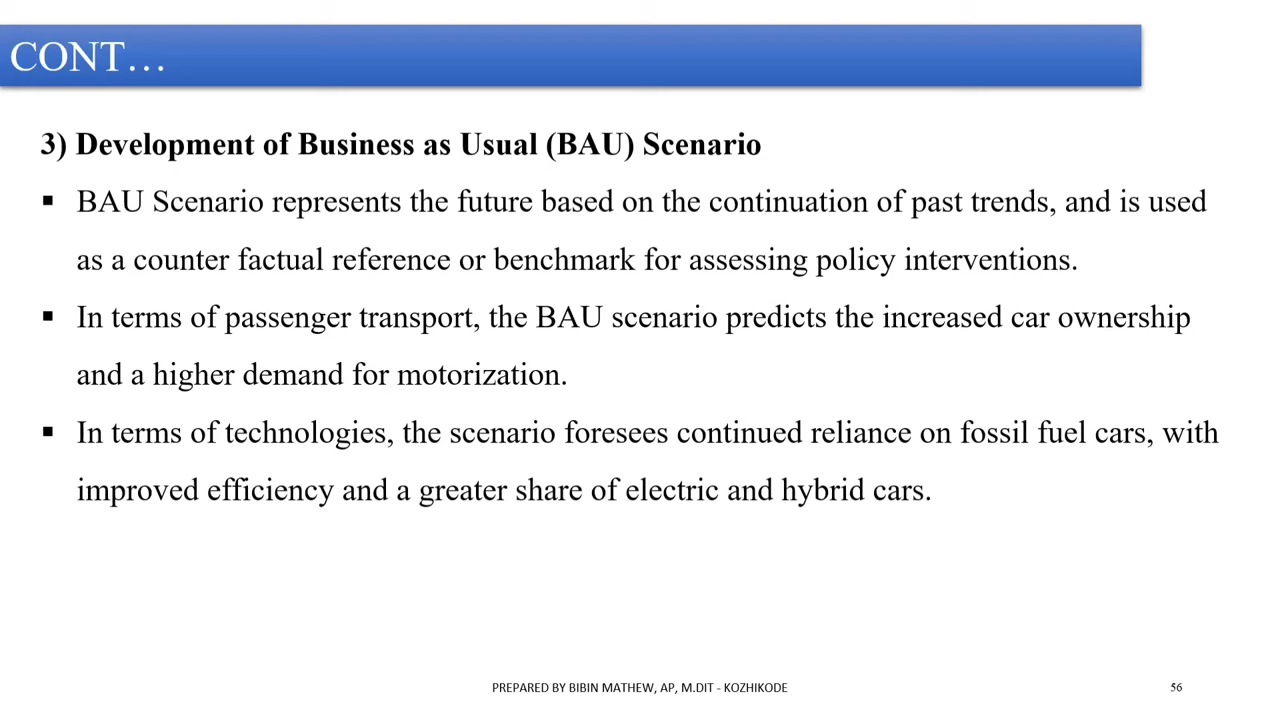 CONT…
3) Development of Business as Usual (BAU) Scenario
▪ BAU Scenario represents the future based on the continuation of past trends, and is used
as a counter factual reference or benchmark for assessing policy interventions.
▪ In terms of passenger transport, the BAU scenario predicts the increased car ownership
and a higher demand for motorization.
▪ In terms of technologies, the scenario foresees continued reliance on fossil fuel cars, with
improved efficiency and a greater share of electric and hybrid cars.
PREPARED BY BIBIN MATHEW, AP, M.DIT - KOZHIKODE
56